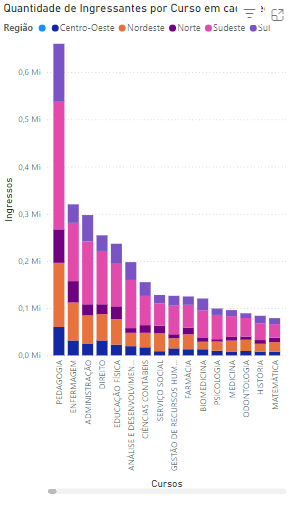 Quantidade de Ingressantes por Curso em cad
Região Centro-Oeste Nordeste Norte Sudeste Sul
0,6 Mi
0,5 Mi
0,4 Mi
0,3 Mi
0,2 Mi
0,1 Mi
0,0 Mi
Ingressos
PEDAGOGIA
ENFERMAGEM
ADMINISTRAÇÃO
DIREITO
EDUCAÇÃO FÍSICA
ANÁLISE E DESENVOLVIMEN...
CIÊNCIAS CONTÁBEIS
SERVIÇO SOCIAL
GESTÃO DE RECURSOS HUM...
FARMÁCIA
BIOMEDICINA
PSICOLOGIA
MEDICINA
ODONTOLOGIA
HISTÓRIA
MATEMÁTICA
Cursos